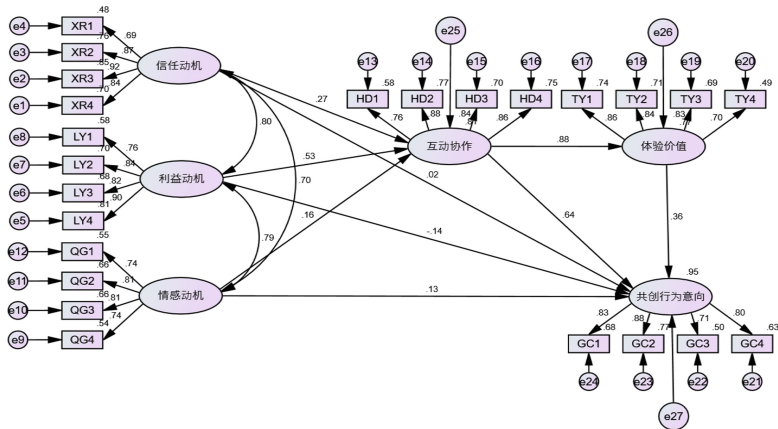 e4 XR1 .48 .69
e3 XR2 .76 .87
e2 XR3 .85 .92
e1 XR4 .70 .84
信任动机
e8 LY1 .58 .76
e7 LY2 .70 .84
e6 LY3 .68 .82
e5 LY4 .81 .90
利益动机
e12 QG1 .55 .74
e11 QG2 .66 .81
e10 QG3 .66 .81
e9 QG4 .54 .74
情感动机
.80
.70
.79
.27
.53
.16
.02
-.14
.13
e25
e13 e14 e15 e16
.58 .77 .70 .75
HD1 HD2 HD3 HD4
.76 .88 .84 .86
互动协作
.88
e26
e17 e18 e19 e20
.74 .71 .69 .49
TY1 TY2 TY3 TY4
.86 .84 .83 .70
体验价值
.64
.36
.95
共创行为意向
.83 .88 .71 .80
.68 .77 .50 .63
GC1 GC2 GC3 GC4
e24 e23 e22 e21
e27